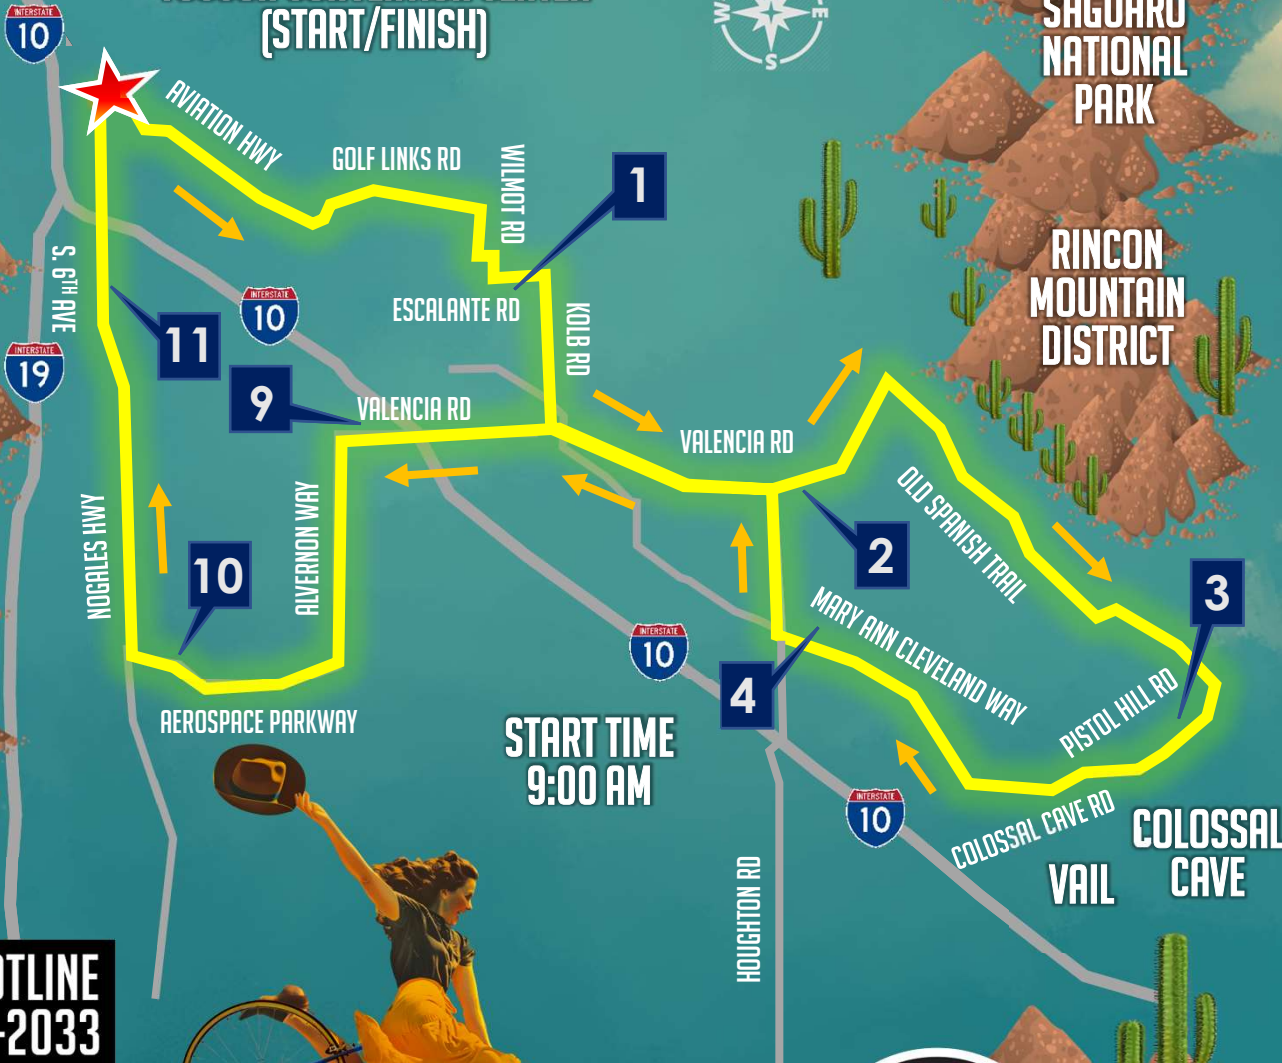 (START/FINISH)
INTERSTATE
10
W
E
S
SAGUARO
NATIONAL
PARK
AVIATION HWY
GOLF LINKS RD
WILMOT RD
1
RINCON
MOUNTAIN
DISTRICT
S. 6TH AVE
INTERSTATE
10
ESCALANTE RD
KOLB RD
11
INTERSTATE
19
9
VALENCIA RD
VALENCIA RD
OLD SPANISH TRAIL
NOGALES HWY
ALVERNON WAY
10
2
3
MARY ANN CLEVELAND WAY
INTERSTATE
10
4
PISTOL HILL RD
AEROSPACE PARKWAY
START TIME
9:00 AM
INTERSTATE
10
COLOSSAL CAVE RD
COLOSSAL
CAVE
VAIL
HOUGHTON RD
OTLINE
-2033